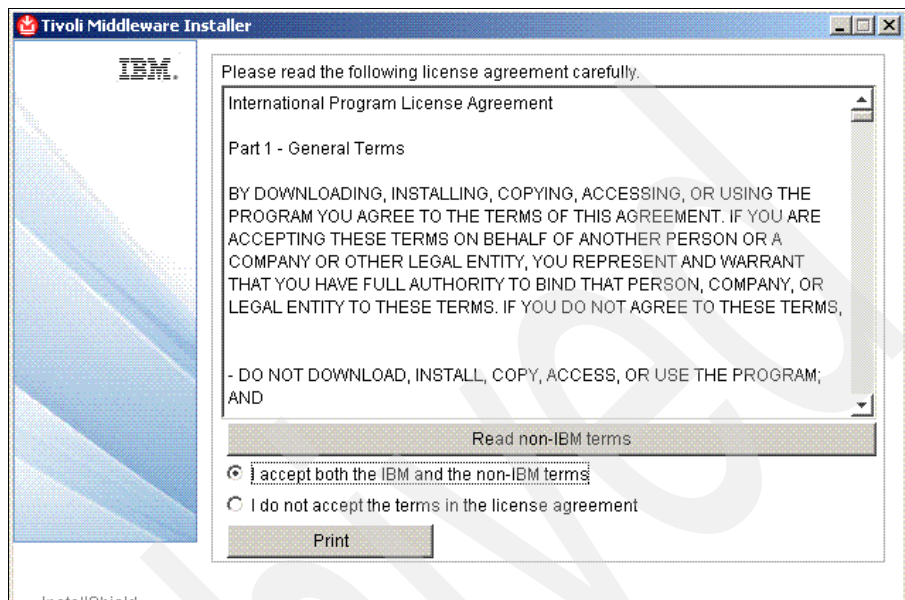 Tivoli Middleware Installer
IBM.
Please read the following license agreement carefully.
International Program License Agreement
Part 1 - General Terms
BY DOWNLOADING, INSTALLING, COPYING, ACCESSING, OR USING THE
PROGRAM YOU AGREE TO THE TERMS OF THIS AGREEMENT. IF YOU ARE
ACCEPTING THESE TERMS ON BEHALF OF ANOTHER PERSON OR A
COMPANY OR OTHER LEGAL ENTITY, YOU REPRESENT AND WARRANT
THAT YOU HAVE FULL AUTHORITY TO BIND THAT PERSON, COMPANY, OR
LEGAL ENTITY TO THESE TERMS. IF YOU DO NOT AGREE TO THESE TERMS,
- DO NOT DOWNLOAD, INSTALL, COPY, ACCESS, OR USE THE PROGRAM;
AND
Read non-IBM terms
I accept both the IBM and the non-IBM terms
I do not accept the terms in the license agreement
Print
InstallShield